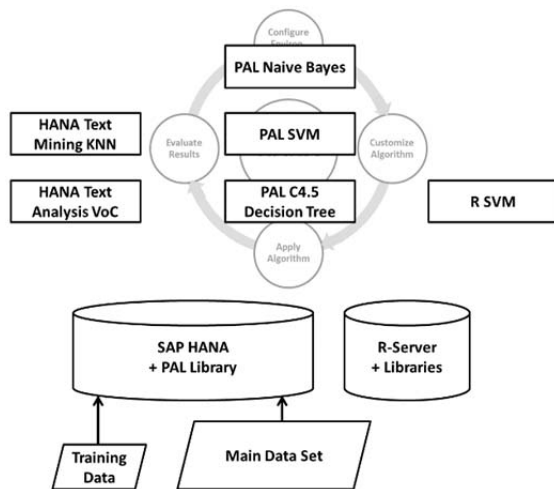 Configure
PAL Naive Bayes
HANA Text
Mining KNN
Evaluate
Results
PAL SVM
Customize
Algorithm
HANA Text
Analysis VoC
PAL C4.5
Decision Tree
R SVM
Apply
Algorithm
SAP HANA
+ PAL Library
R-Server
+ Libraries
Training
Data
Main Data Set